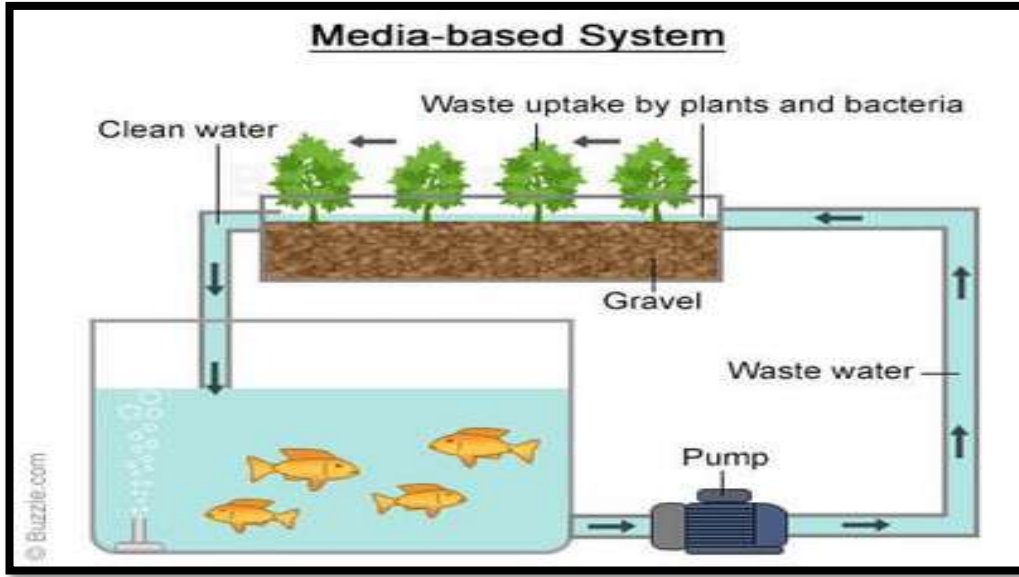 Media-based System
Waste uptake by plants and bacteria
Clean water
Gravel
Waste water
Pump
© Buzzle.com